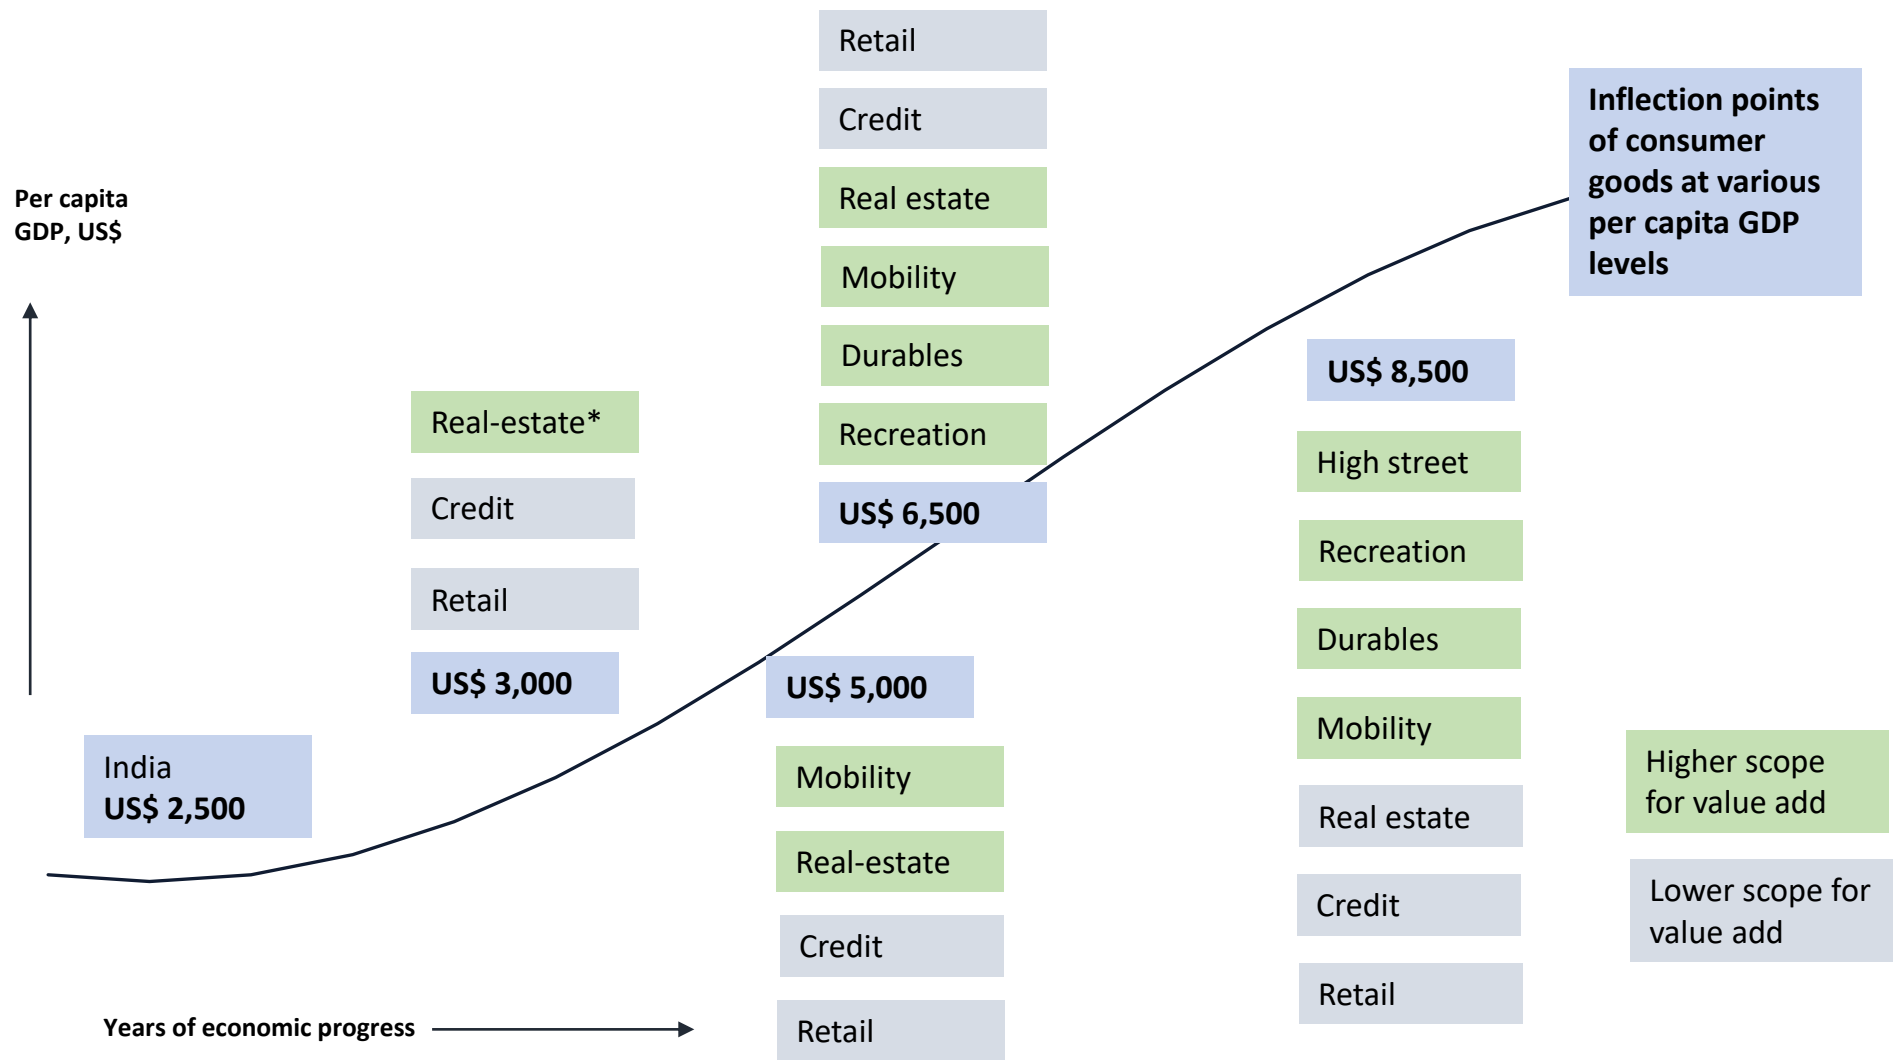 Per capita
GDP, US$
India
US$ 2,500
Real-estate*
Credit
Retail
US$ 3,000
Retail
Credit
Real estate
Mobility
Durables
Recreation
US$ 6,500
US$ 5,000
Mobility
Real-estate
Credit
Retail
Inflection points
of consumer
goods at various
per capita GDP
levels
US$ 8,500
High street
Recreation
Durables
Mobility
Real estate
Credit
Retail
Higher scope
for value add
Lower scope for
value add
Years of economic progress